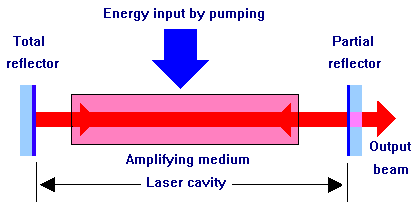 Energy input by pumping
Total
reflector
Partial
reflector
Amplifying medium
Output
beam
Laser cavity